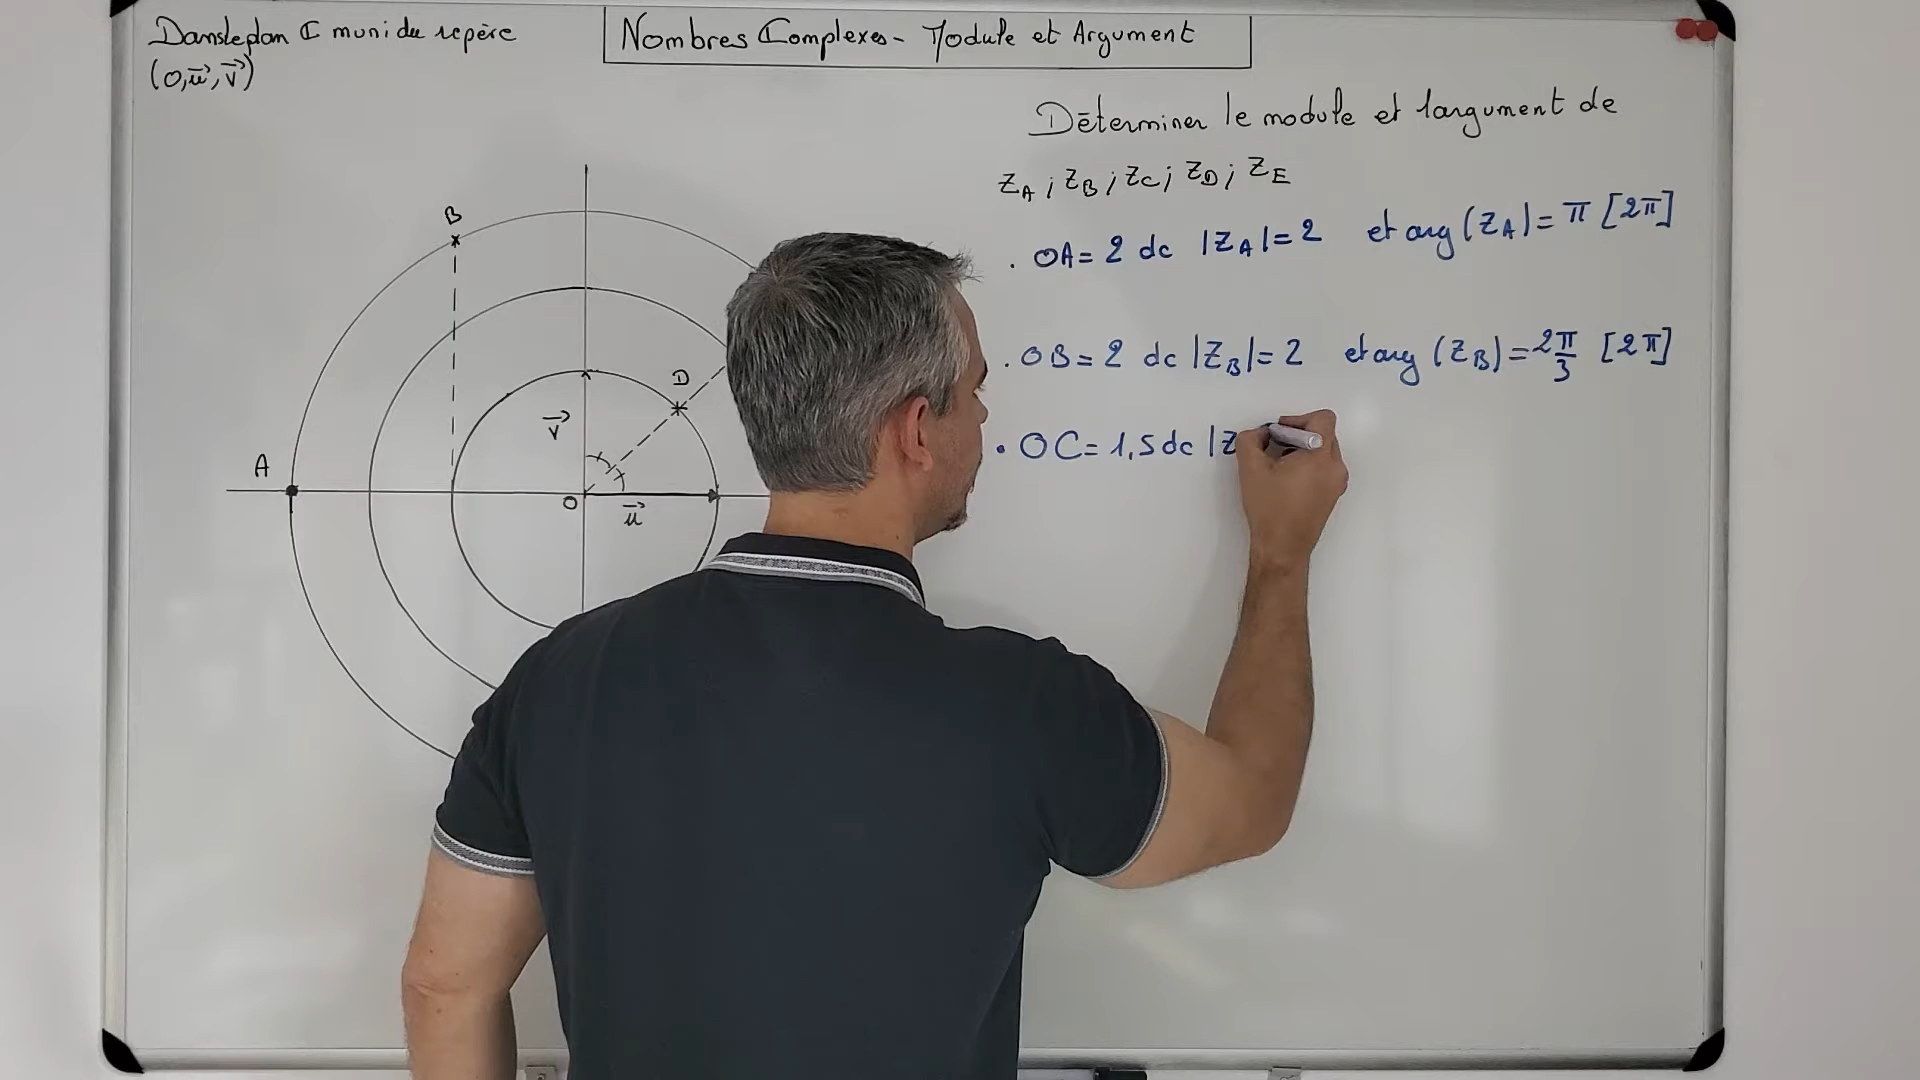 Dans le plan ℂ muni du repère
(O, u⃗, v⃗)
Nombres Complexes - Module et Argument
Déterminer le module et l'argument de
Z_A ; Z_B ; Z_C ; Z_D ; Z_E
. OA = 2 dc |Z_A| = 2 et arg (Z_A) = π [2π]
. OB = 2 dc |Z_B| = 2 et arg (Z_B) = 2π/3 [2π]
. OC = 1,5 dc |Z
B
D
v⃗
A
O
u⃗